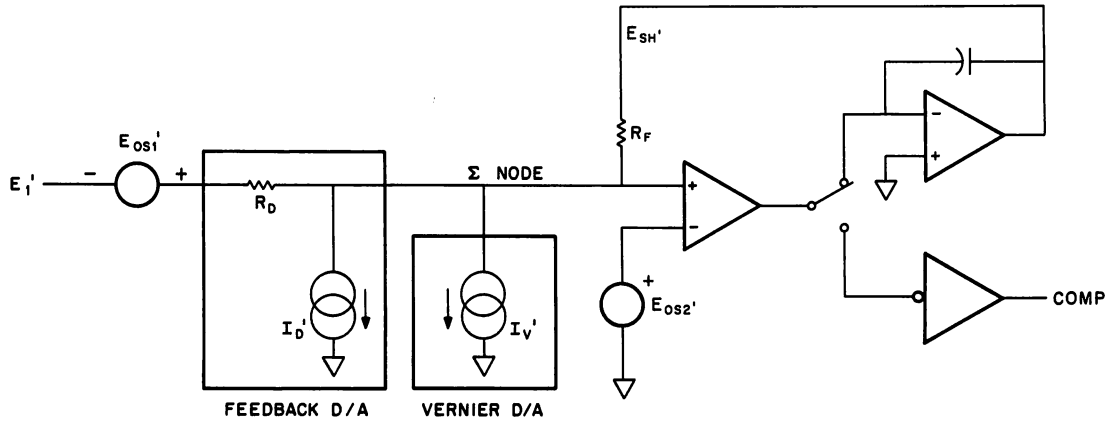 E_SH'
E_OS1'
R_F
E_1'
- +
R_D
Σ NODE
+
-
-
+
+
E_OS2'
I_D'
I_V'
COMP
FEEDBACK D/A
VERNIER D/A